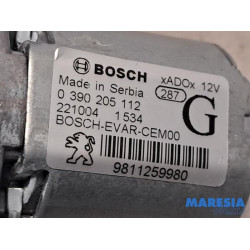 BOSCH xADOx 12V
Made in Serbia 287
0 390 205 112 G
221004 1534
BOSCH-EVAR-CEM00
9811259980
MARESIA